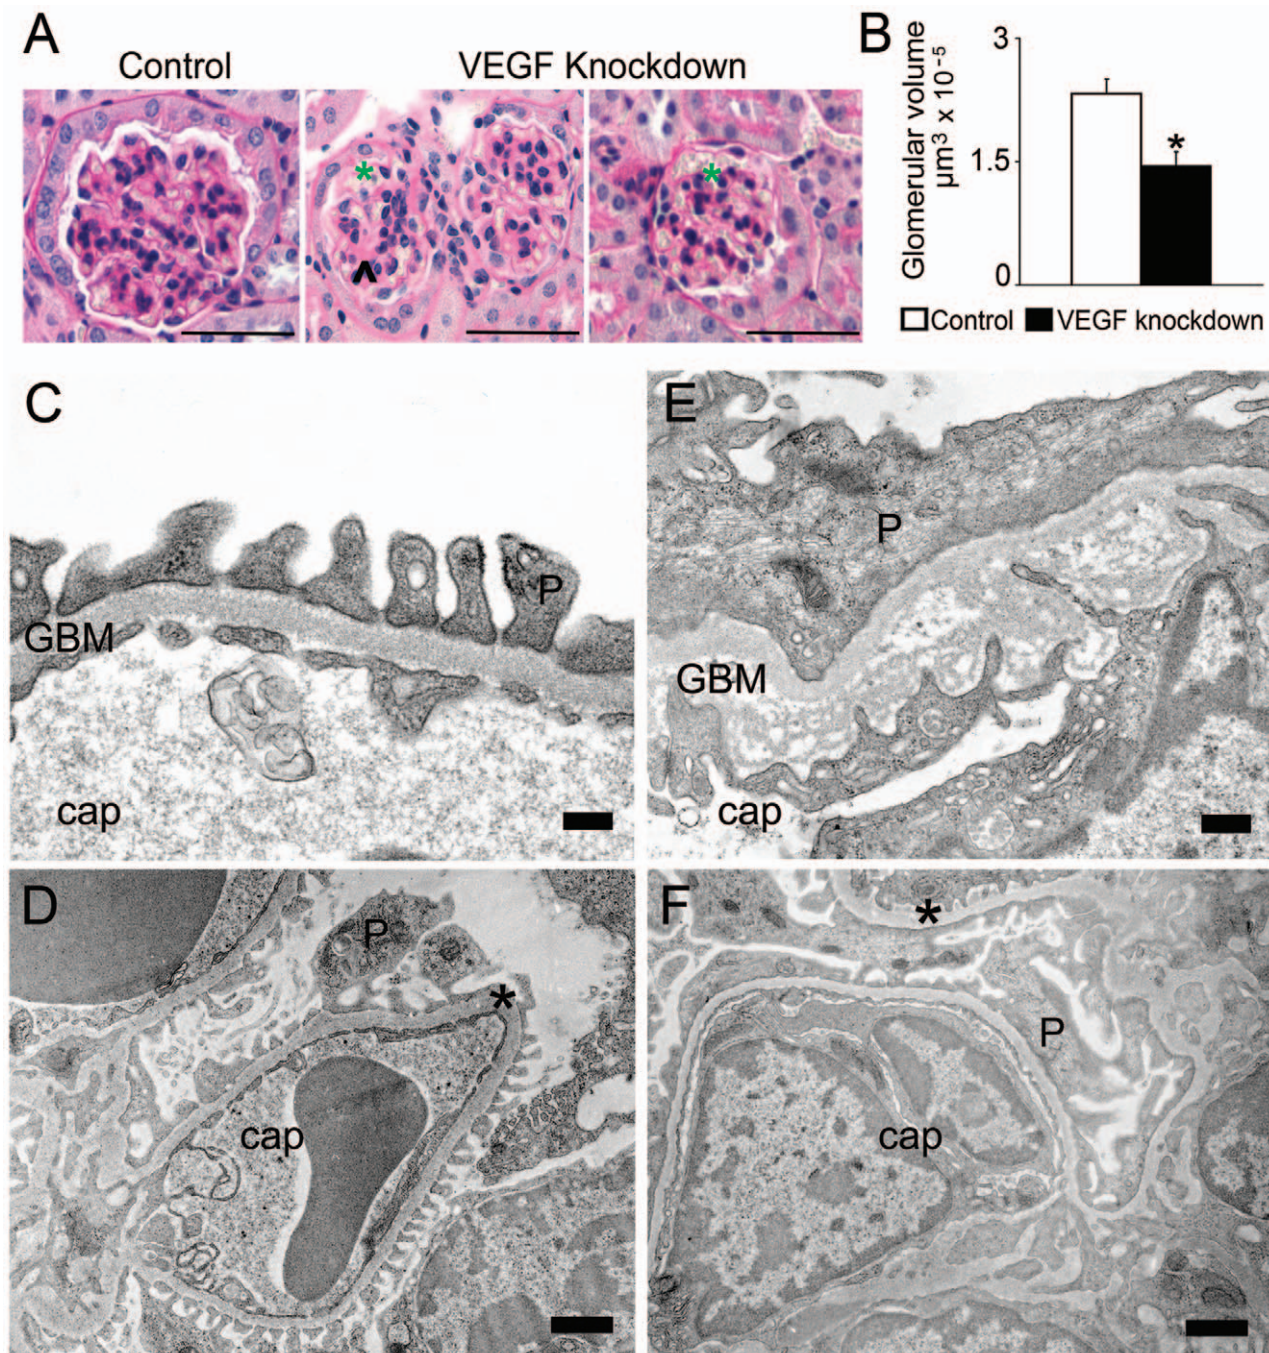 A
Control
VEGF Knockdown
*
*
^
B
Glomerular volume
µm³ x 10⁻⁵
3
1.5
0
*
Control
VEGF knockdown
C
P
GBM
cap
E
P
GBM
cap
D
P
*
cap
F
*
P
cap